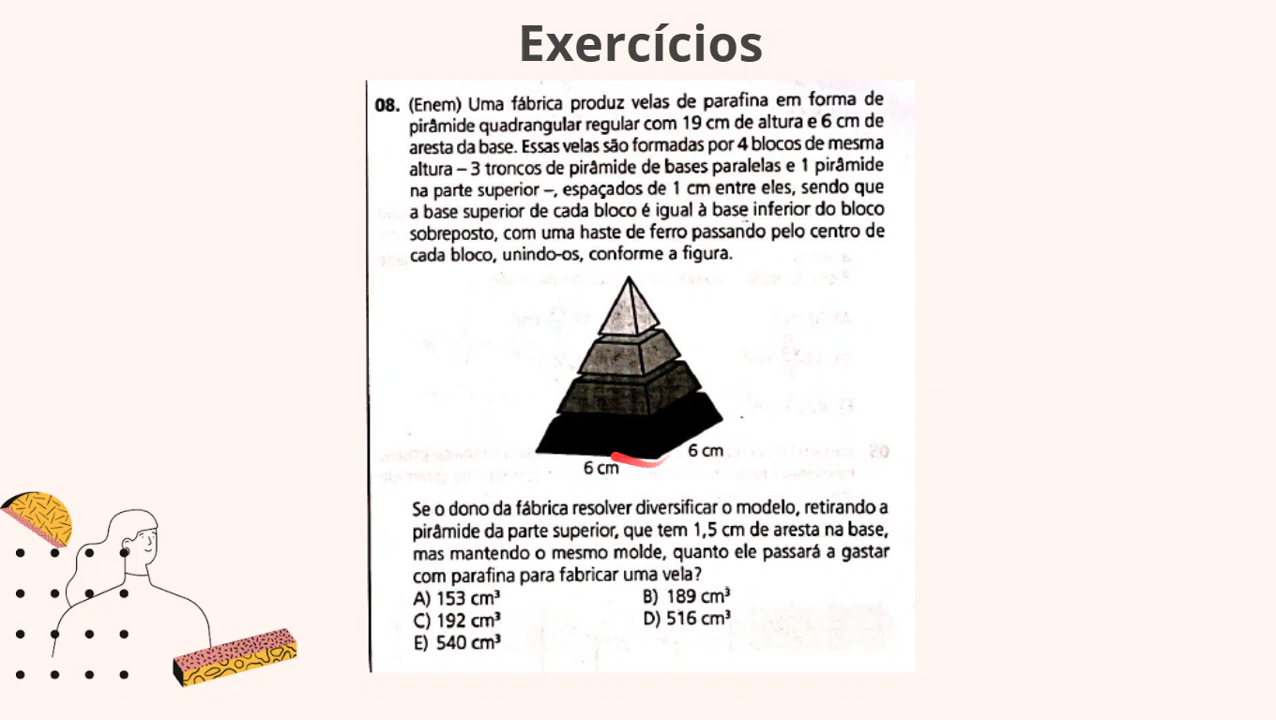 Exercícios
08. (Enem) Uma fábrica produz velas de parafina em forma de
pirâmide quadrangular regular com 19 cm de altura e 6 cm de
aresta da base. Essas velas são formadas por 4 blocos de mesma
altura – 3 troncos de pirâmide de bases paralelas e 1 pirâmide
na parte superior –, espaçados de 1 cm entre eles, sendo que
a base superior de cada bloco é igual à base inferior do bloco
sobreposto, com uma haste de ferro passando pelo centro de
cada bloco, unindo-os, conforme a figura.
6 cm
6 cm
Se o dono da fábrica resolver diversificar o modelo, retirando a
pirâmide da parte superior, que tem 1,5 cm de aresta na base,
mas mantendo o mesmo molde, quanto ele passará a gastar
com parafina para fabricar uma vela?
A) 153 cm³ B) 189 cm³
C) 192 cm³ D) 516 cm³
E) 540 cm³